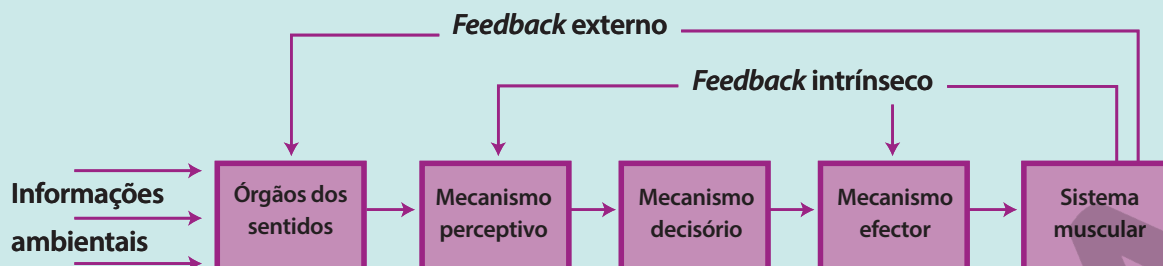 Feedback externo
Feedback intrínseco
Informações
ambientais
Órgãos dos
sentidos
Mecanismo
perceptivo
Mecanismo
decisório
Mecanismo
efector
Sistema
muscular